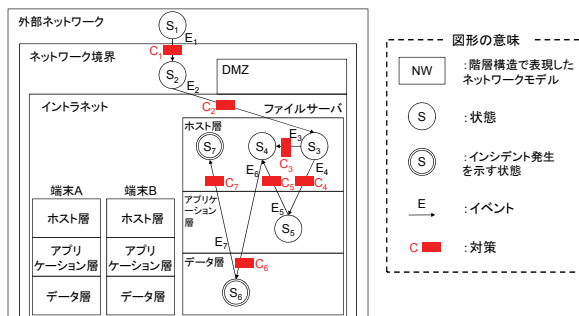 外部ネットワーク
S1
E1
ネットワーク境界
C1
S2
DMZ
E2
イントラネット
C2
ファイルサーバ
ホスト層
S7
S4
E3
S3
C3
E4
E6
C7
C5
C4
端末A
端末B
アプリケ
ーション
層
ホスト層
ホスト層
E5
S5
アプリ
ケーション層
アプリ
ケーション層
E7
データ層
C6
データ層
データ層
S6
図形の意味
NW
:階層構造で表現した
ネットワークモデル
S
:状態
S
:インシデント発生
を示す状態
E
:イベント
C
:対策